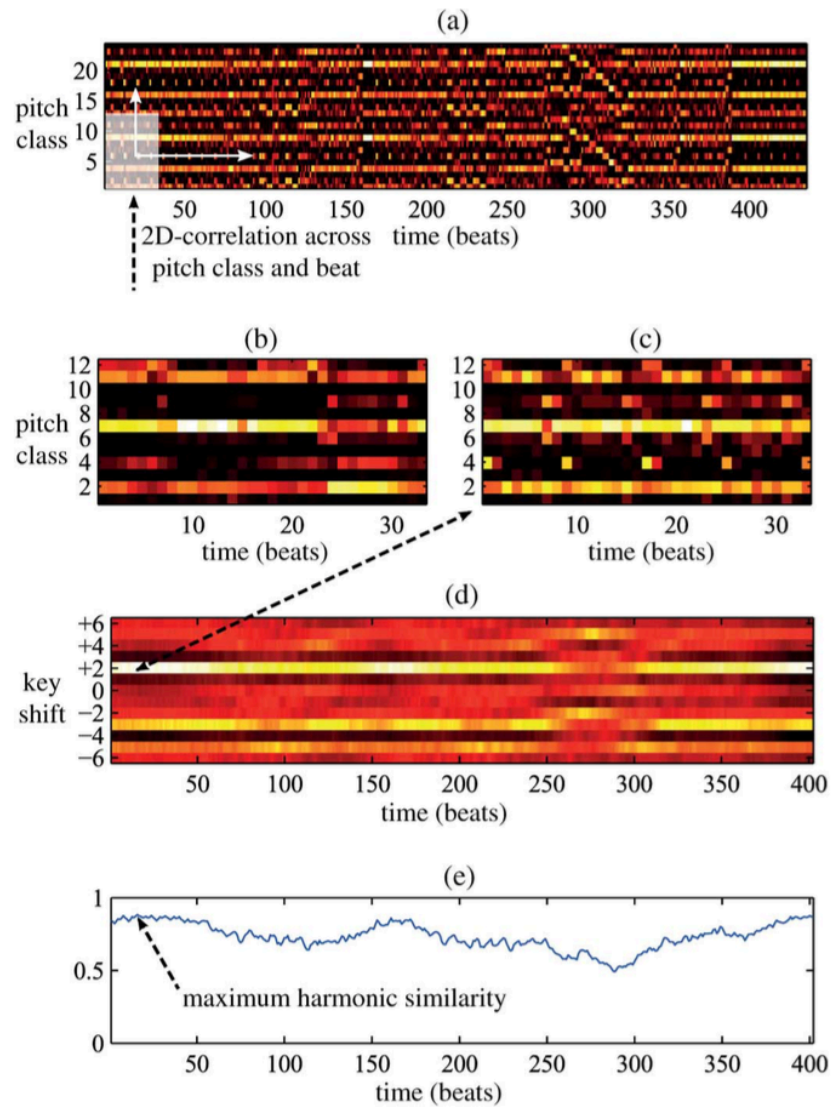 (a)
20
15
10
5
pitch
class
50 100 150 200 250 300 350 400
2D-correlation across time (beats)
pitch class and beat
(b)
12
10
8
6
4
2
pitch
class
10 20 30
time (beats)
(c)
12
10
8
6
4
2
10 20 30
time (beats)
(d)
+6
+4
+2
0
−2
−4
−6
key
shift
50 100 150 200 250 300 350 400
time (beats)
(e)
1
0.5
0
maximum harmonic similarity
50 100 150 200 250 300 350 400
time (beats)